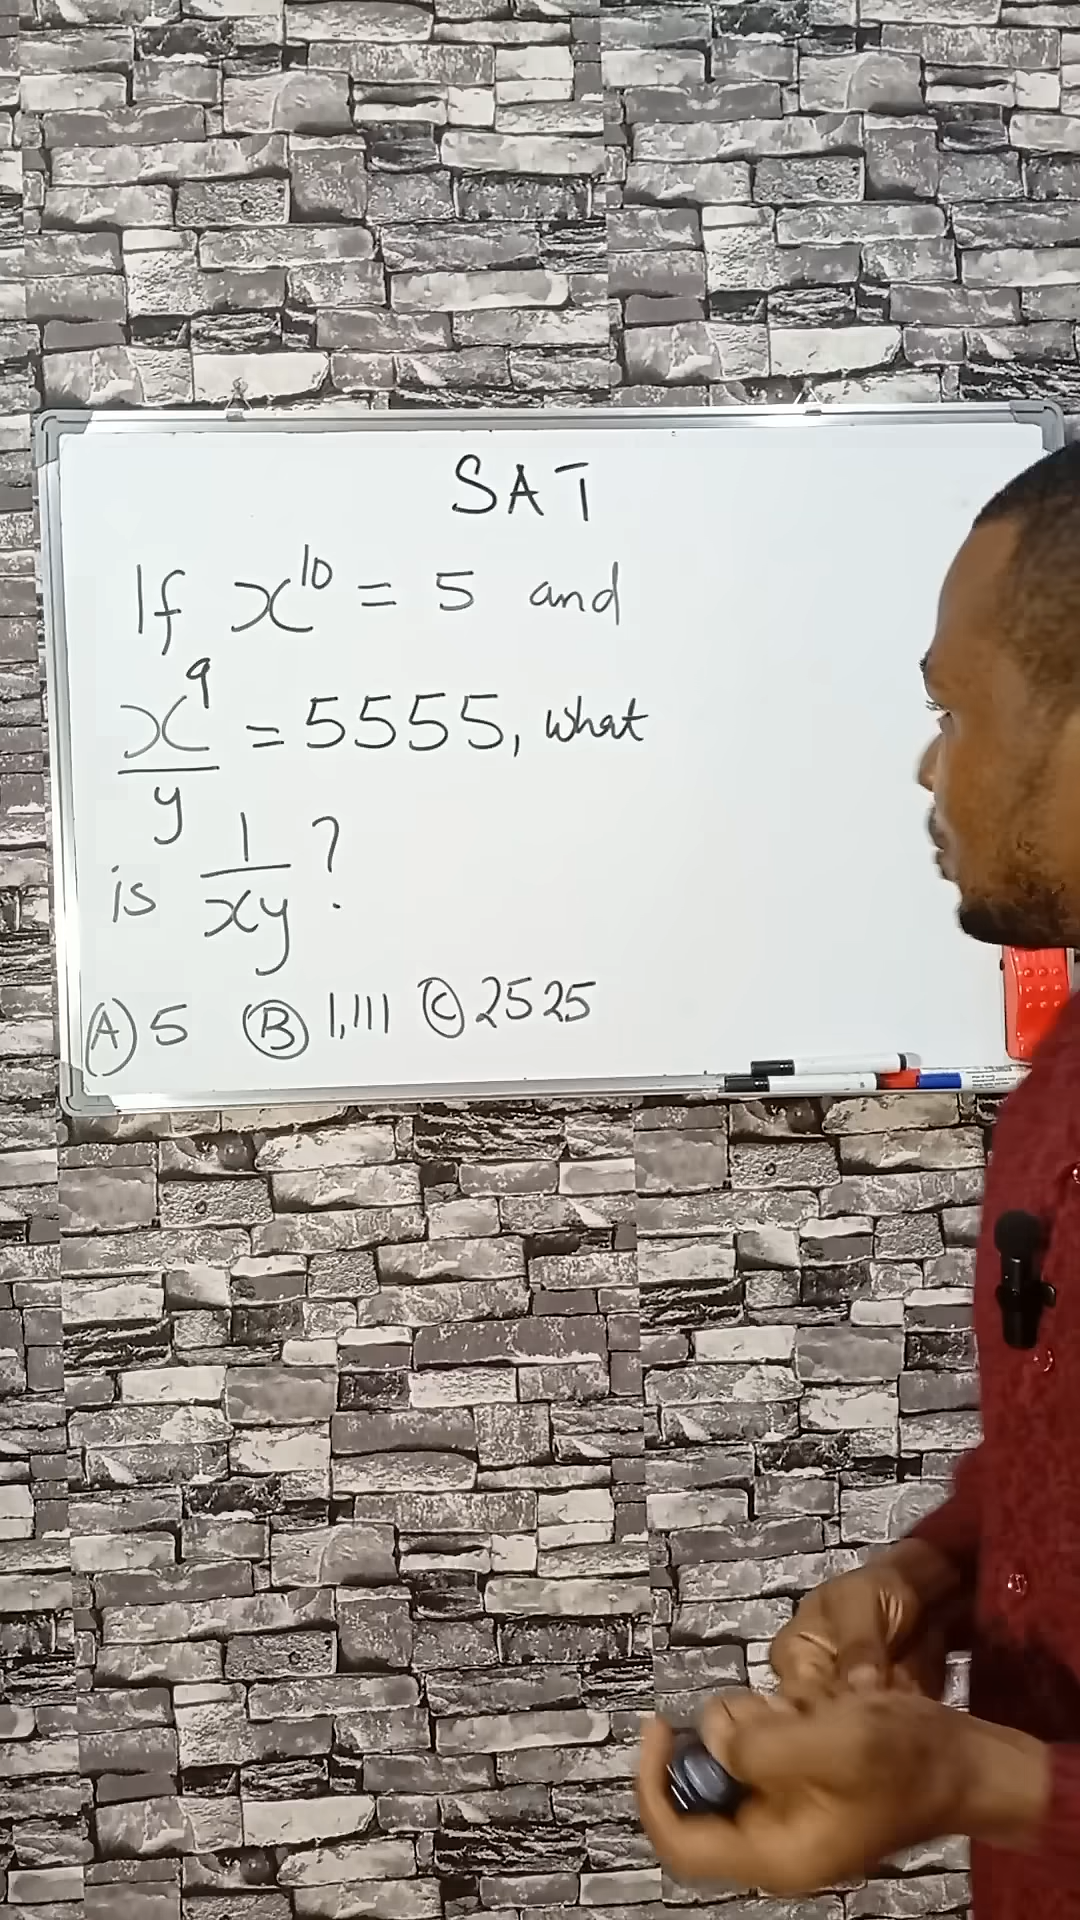 SAT
If x¹⁰ = 5 and
x⁹/y = 5555, what
is 1/xy ?
Ⓐ 5 Ⓑ 1,111 Ⓒ 2525